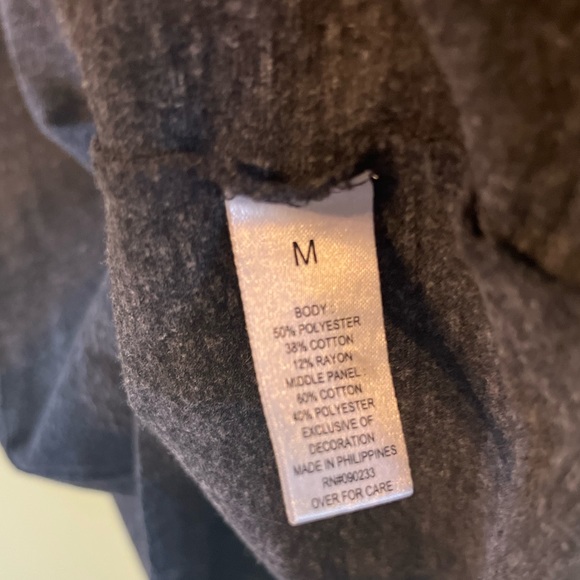 M
BODY :
50% POLYESTER
38% COTTON
12% RAYON
MIDDLE PANEL :
60% COTTON
40% POLYESTER
EXCLUSIVE OF
DECORATION
MADE IN PHILIPPINES
RN#090233
OVER FOR CARE